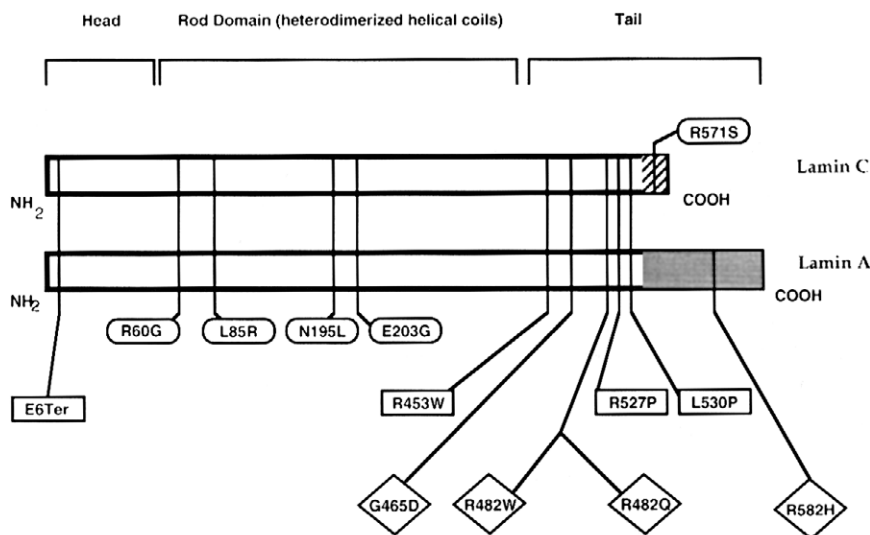 Head
Rod Domain (heterodimerized helical coils)
Tail
R571S
Lamin C
NH2
COOH
Lamin A
NH2
COOH
R60G
L85R
N195L
E203G
E6Ter
R453W
R527P
L530P
G465D
R482W
R482Q
R582H